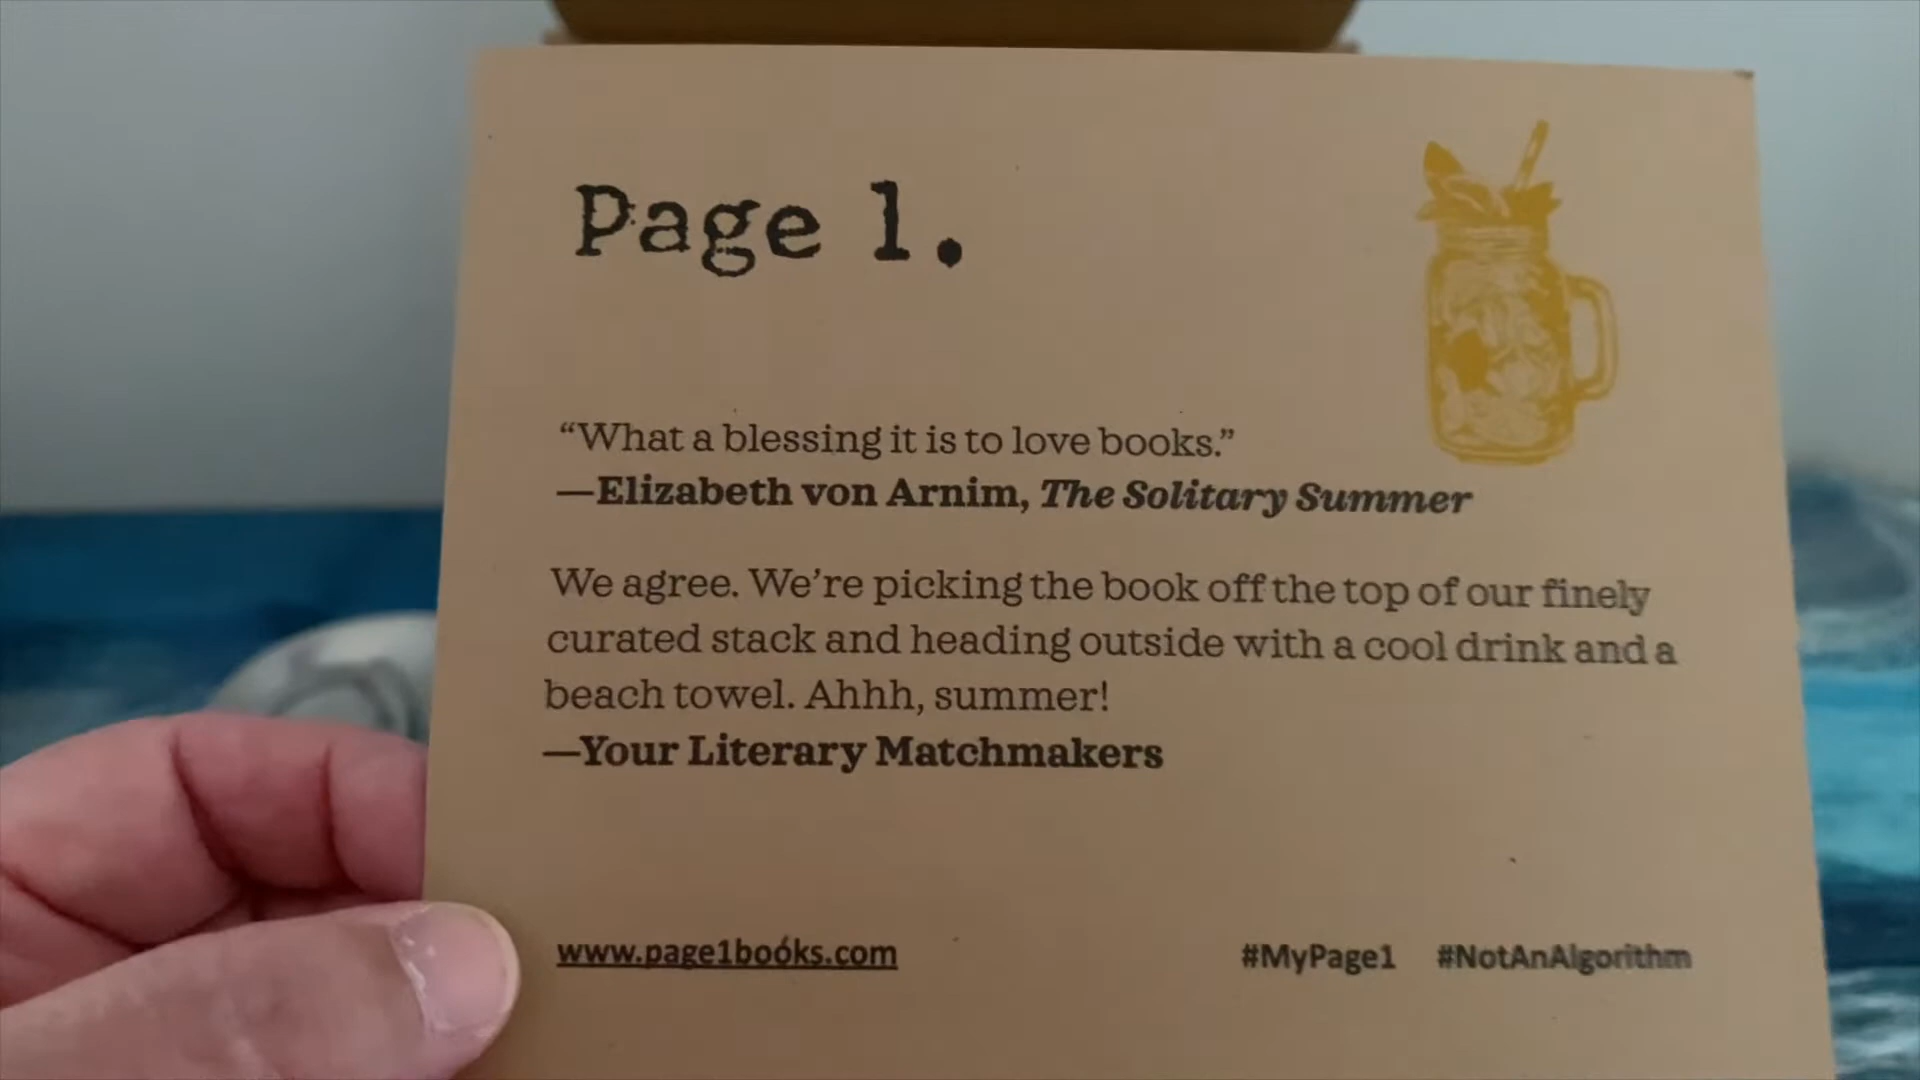 Page 1.
“What a blessing it is to love books.”
—Elizabeth von Arnim, The Solitary Summer
We agree. We’re picking the book off the top of our finely
curated stack and heading outside with a cool drink and a
beach towel. Ahhh, summer!
—Your Literary Matchmakers
www.page1books.com #MyPage1 #NotAnAlgorithm